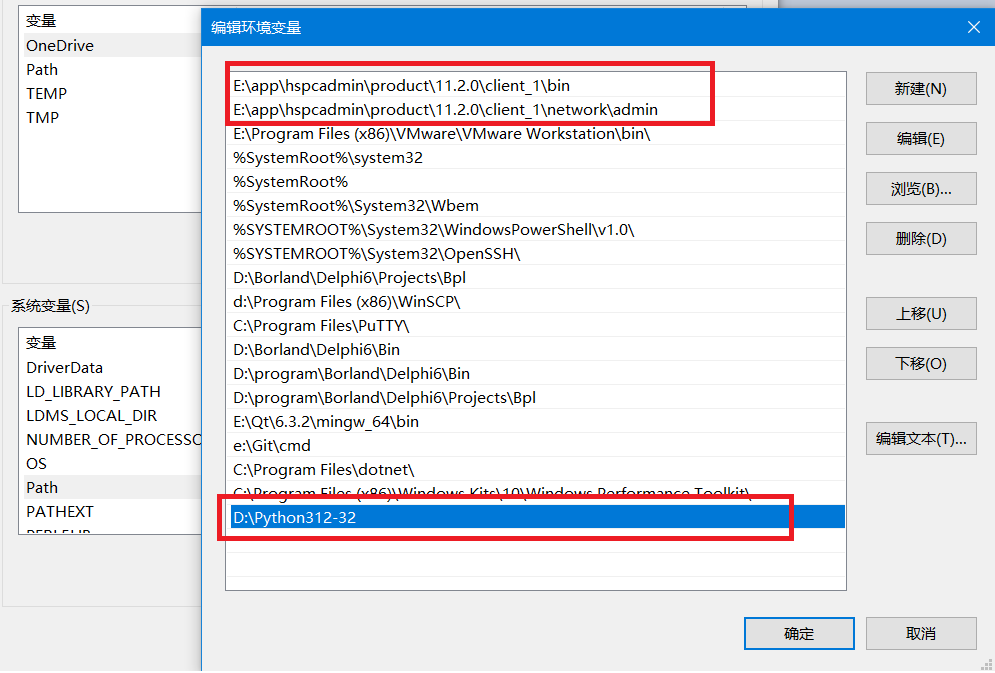 变量
OneDrive
Path
TEMP
TMP
系统变量(S)
变量
DriverData
LD_LIBRARY_PATH
LDMS_LOCAL_DIR
NUMBER_OF_PROCESSO
OS
Path
PATHEXT
编辑环境变量
E:\app\hspcadmin\product\11.2.0\client_1\bin
E:\app\hspcadmin\product\11.2.0\client_1\network\admin
E:\Program Files (x86)\VMware\VMware Workstation\bin\
%SystemRoot%\system32
%SystemRoot%
%SystemRoot%\System32\Wbem
%SYSTEMROOT%\System32\WindowsPowerShell\v1.0\
%SYSTEMROOT%\System32\OpenSSH\
D:\Borland\Delphi6\Projects\Bpl
d:\Program Files (x86)\WinSCP\
C:\Program Files\PuTTY\
D:\Borland\Delphi6\Bin
D:\program\Borland\Delphi6\Bin
D:\program\Borland\Delphi6\Projects\Bpl
E:\Qt\6.3.2\mingw_64\bin
e:\Git\cmd
C:\Program Files\dotnet\
C:\Program Files (x86)\Windows Kits\10\Windows Performance Toolkit\
D:\Python312-32
新建(N)
编辑(E)
浏览(B)...
删除(D)
上移(U)
下移(O)
编辑文本(T)...
确定
取消